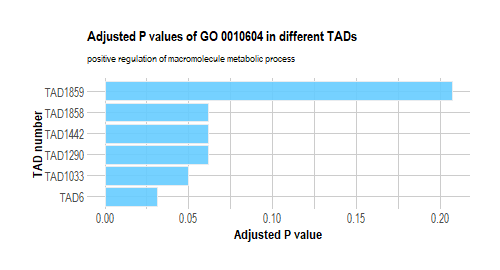 Adjusted P values of GO 0010604 in different TADs
positive regulation of macromolecule metabolic process
TAD number
TAD1859
TAD1858
TAD1442
TAD1290
TAD1033
TAD6
0.00 0.05 0.10 0.15 0.20
Adjusted P value